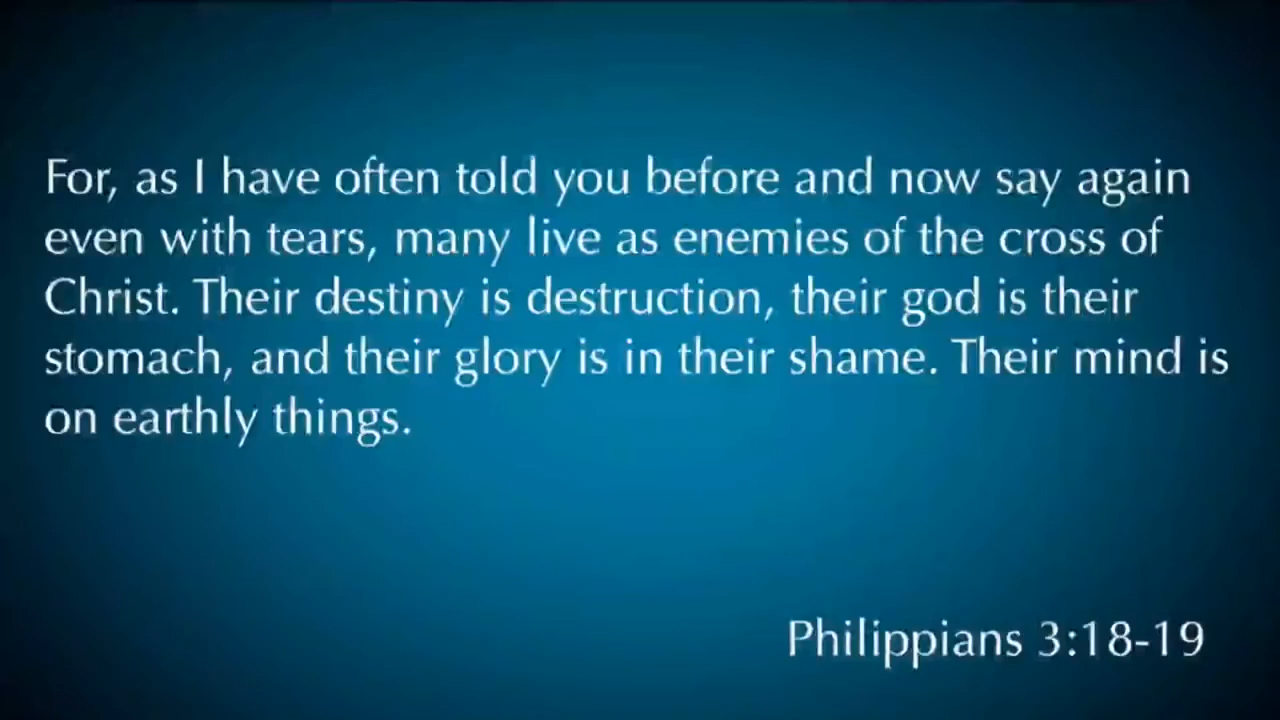 For, as I have often told you before and now say again
even with tears, many live as enemies of the cross of
Christ. Their destiny is destruction, their god is their
stomach, and their glory is in their shame. Their mind is
on earthly things.
Philippians 3:18-19